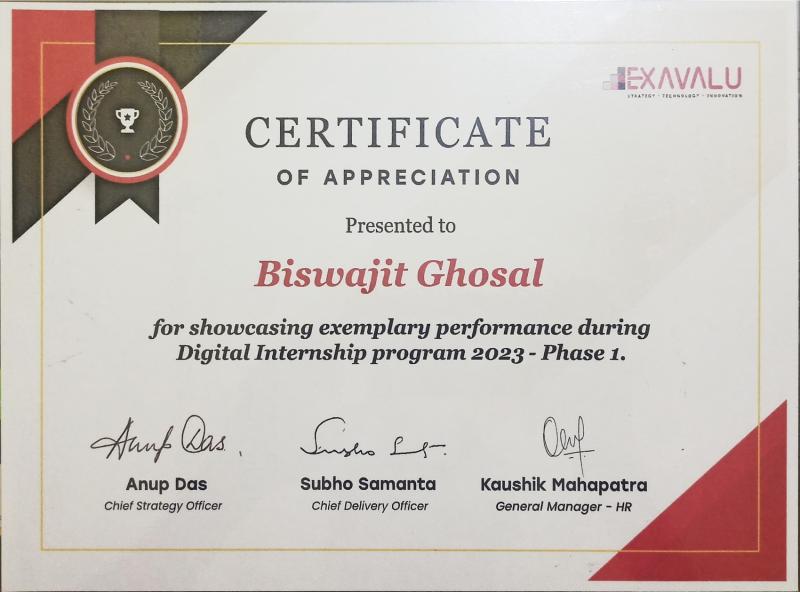 EXAVALU
STRATEGY - TECHNOLOGY - INNOVATION
CERTIFICATE
OF APPRECIATION
Presented to
Biswajit Ghosal
for showcasing exemplary performance during
Digital Internship program 2023 - Phase 1.
Anup Das
Anup Das Subho Samanta Kaushik Mahapatra
Chief Strategy Officer Chief Delivery Officer General Manager - HR